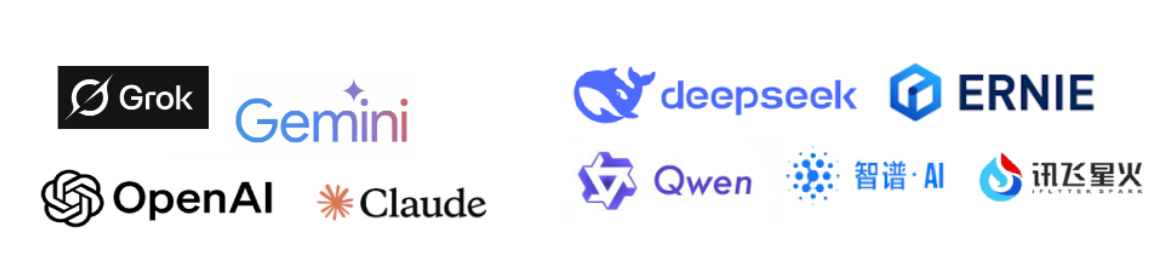 Grok
Gemini
OpenAI
Claude
deepseek
ERNIE
Qwen
智谱·AI
讯飞星火
IFLYTEK SPARK